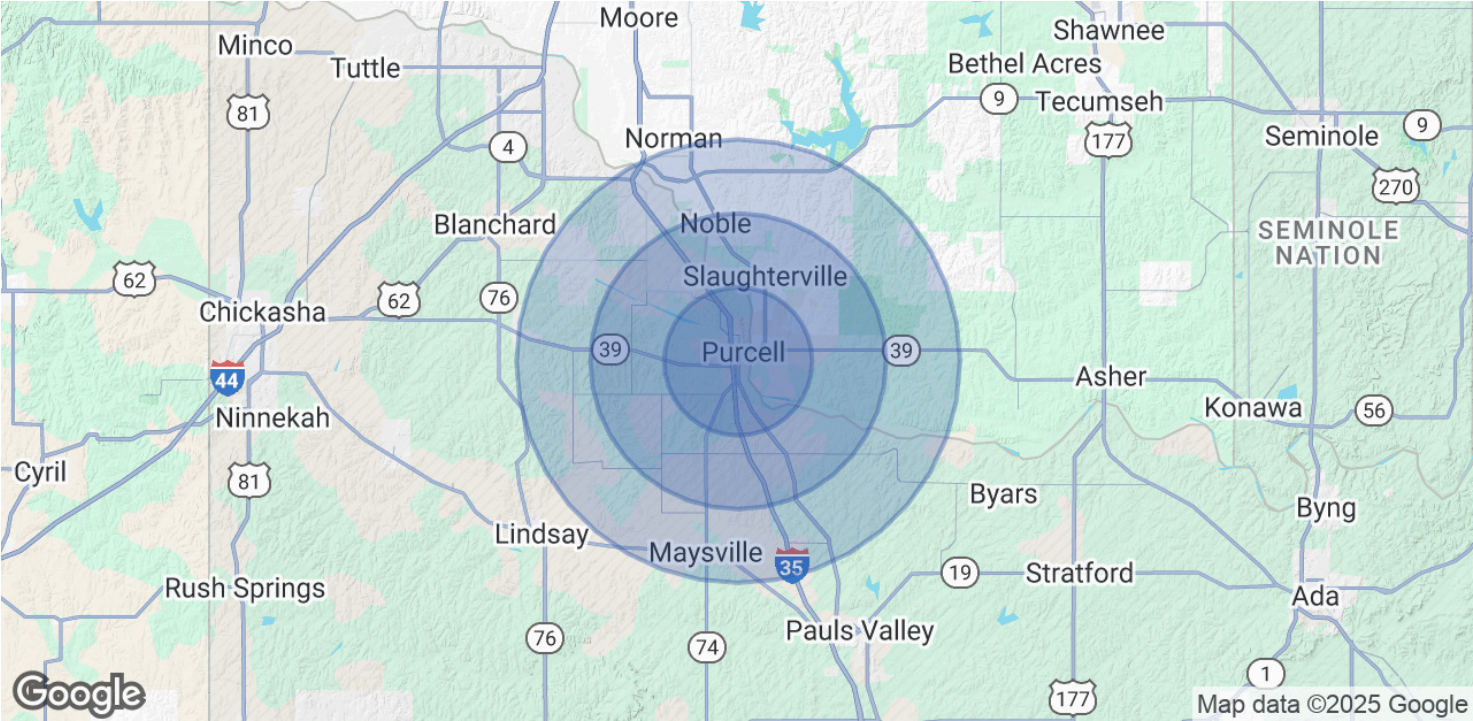 Moore
Shawnee
Minco
9
Tuttle
Bethel Acres
9
Tecumseh
81
177
9
Norman
Seminole
4
270
Blanchard
Noble
SEMINOLE
NATION
62
Slaughterville
62
76
Chickasha
39
Purcell
39
44
Asher
Ninnekah
Konawa
56
Cyril
81
Byars
Byng
Lindsay
Maysville
35
19
Stratford
Rush Springs
Ada
76
74
Pauls Valley
1
177
Google
Map data ©2025 Google